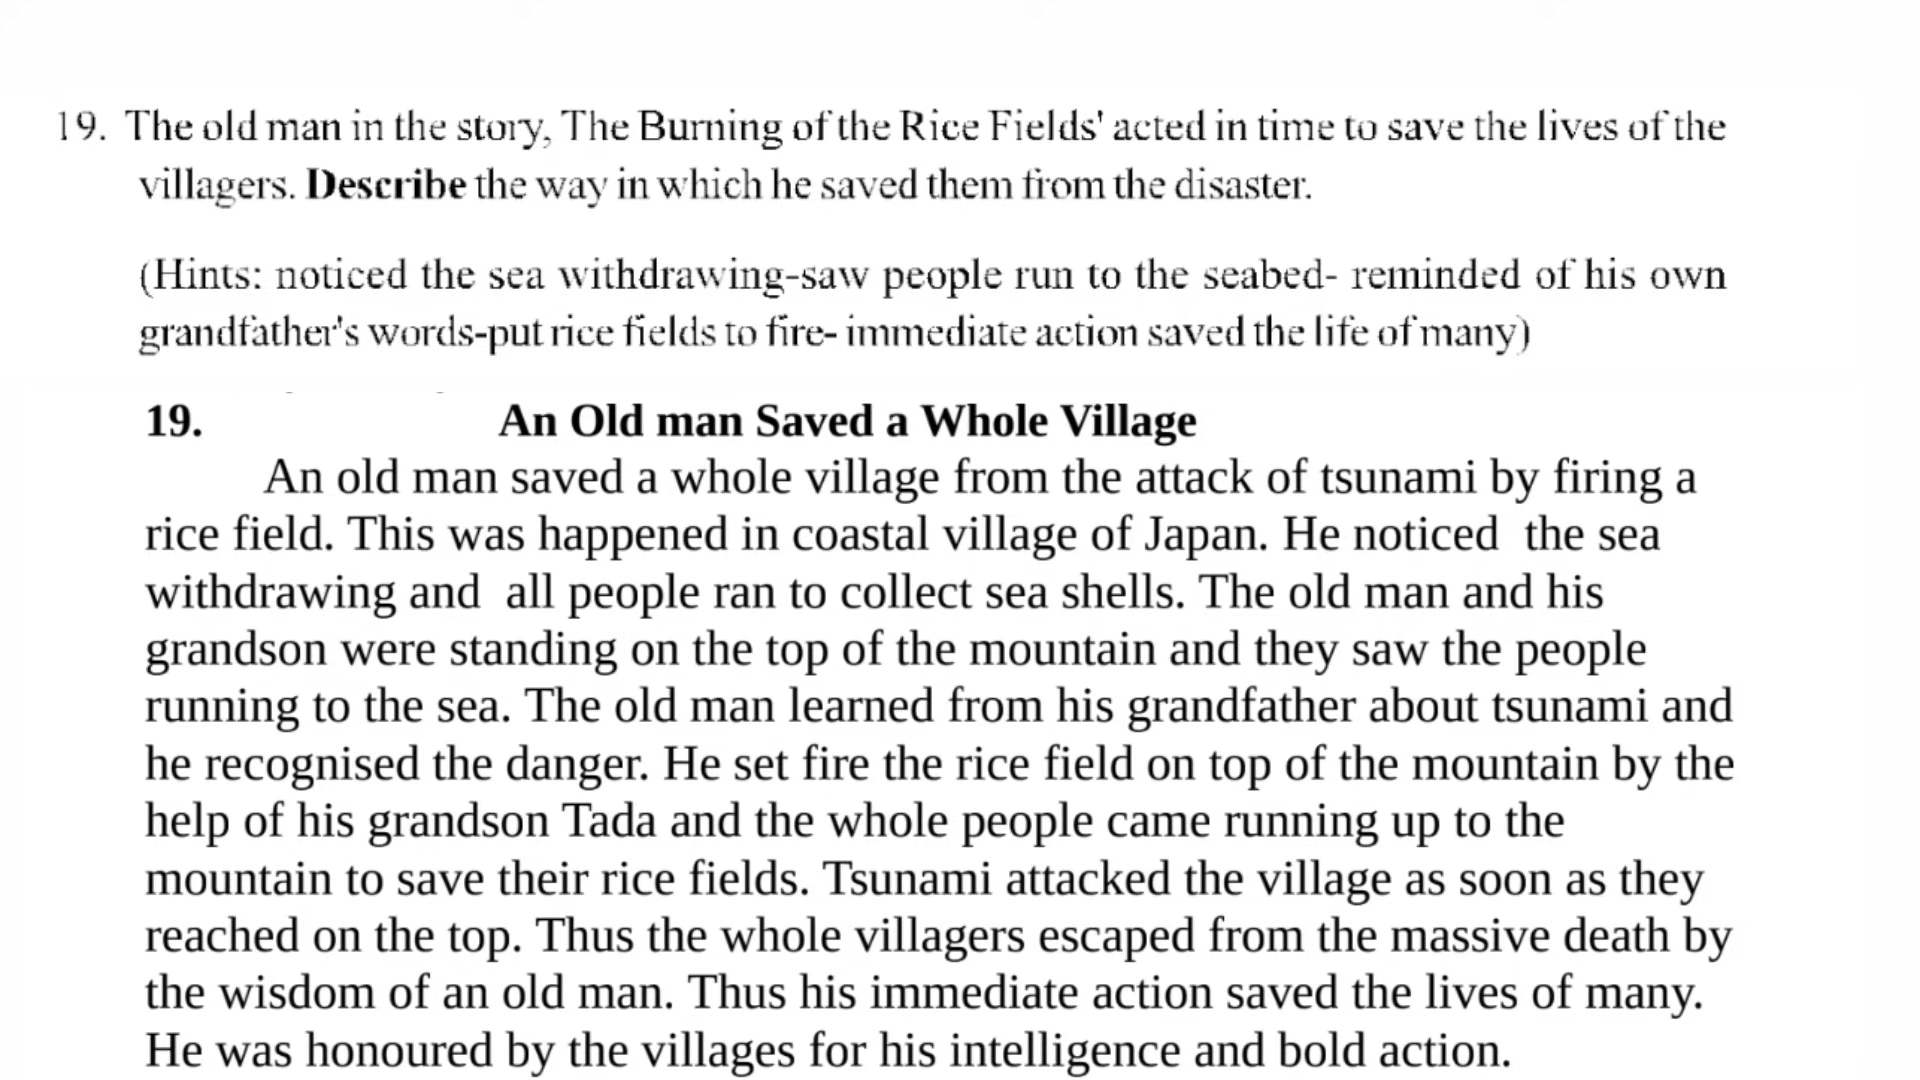 19. The old man in the story, The Burning of the Rice Fields' acted in time to save the lives of the
villagers. Describe the way in which he saved them from the disaster.
(Hints: noticed the sea withdrawing-saw people run to the seabed- reminded of his own
grandfather's words-put rice fields to fire- immediate action saved the life of many)
19. An Old man Saved a Whole Village
An old man saved a whole village from the attack of tsunami by firing a
rice field. This was happened in coastal village of Japan. He noticed the sea
withdrawing and all people ran to collect sea shells. The old man and his
grandson were standing on the top of the mountain and they saw the people
running to the sea. The old man learned from his grandfather about tsunami and
he recognised the danger. He set fire the rice field on top of the mountain by the
help of his grandson Tada and the whole people came running up to the
mountain to save their rice fields. Tsunami attacked the village as soon as they
reached on the top. Thus the whole villagers escaped from the massive death by
the wisdom of an old man. Thus his immediate action saved the lives of many.
He was honoured by the villages for his intelligence and bold action.